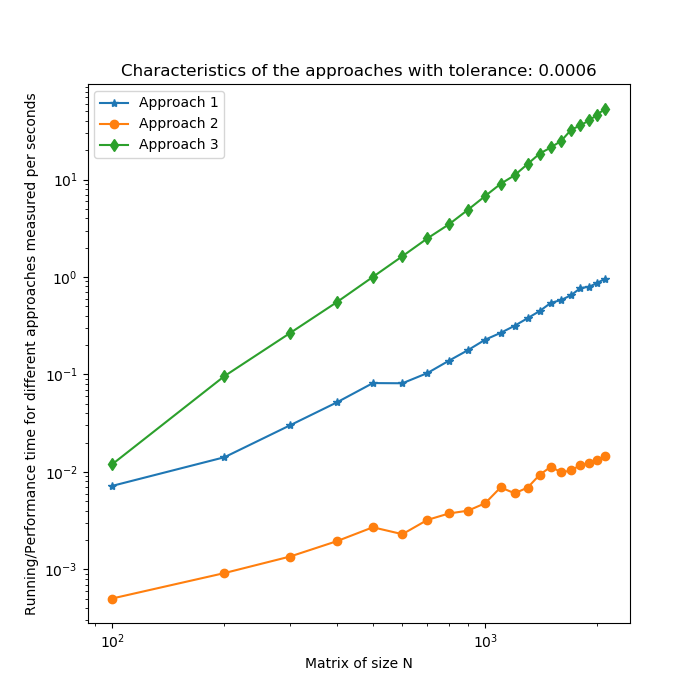 Characteristics of the approaches with tolerance: 0.0006
Approach 1
Approach 2
Approach 3
Running/Performance time for different approaches measured per seconds
10¹
10⁰
10⁻¹
10⁻²
10⁻³
10² 10³
Matrix of size N